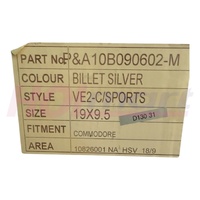 PART No P&A10B090602-M
COLOUR BILLET SILVER
STYLE VE2-C/SPORTS
SIZE 19X9.5 D130 31
FITMENT COMMODORE
AREA 10826001 NA HSV 18/9